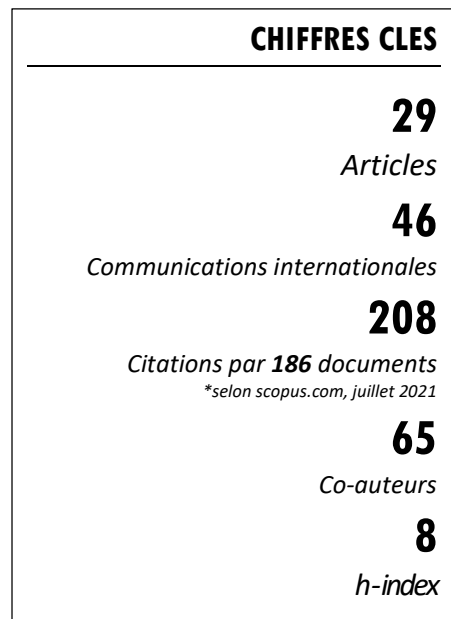 CHIFFRES CLES
29
Articles
46
Communications internationales
208
Citations par 186 documents
*selon scopus.com, juillet 2021
65
Co-auteurs
8
h-index